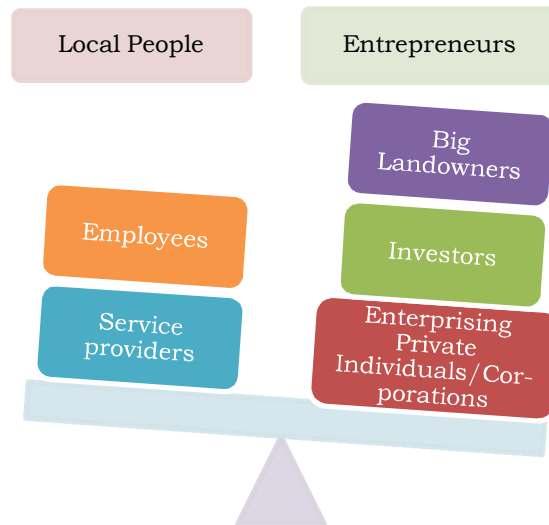 Local People
Entrepreneurs
Big
Landowners
Employees
Investors
Service
providers
Enterprising
Private
Individuals/Cor-
porations